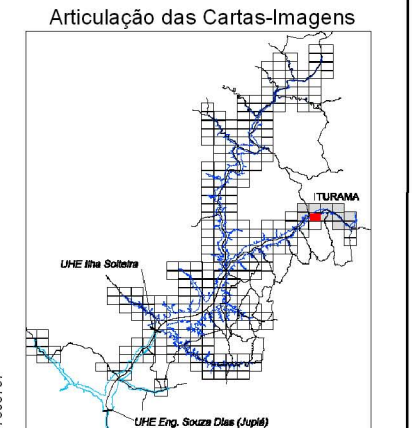 Articulação das Cartas-Imagens
ITURAMA
UHE Ilha Solteira
UHE Eng. Souza Dias (Jupiá)